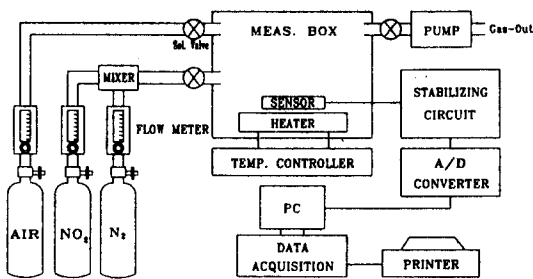 MEAS. BOX
PUMP
Gas-Out
Sol. Valve
MIXER
SENSOR
HEATER
STABILIZING
CIRCUIT
FLOW METER
TEMP. CONTROLLER
A/D
CONVERTER
PC
AIR
NO₂
N₂
DATA
ACQUISITION
PRINTER